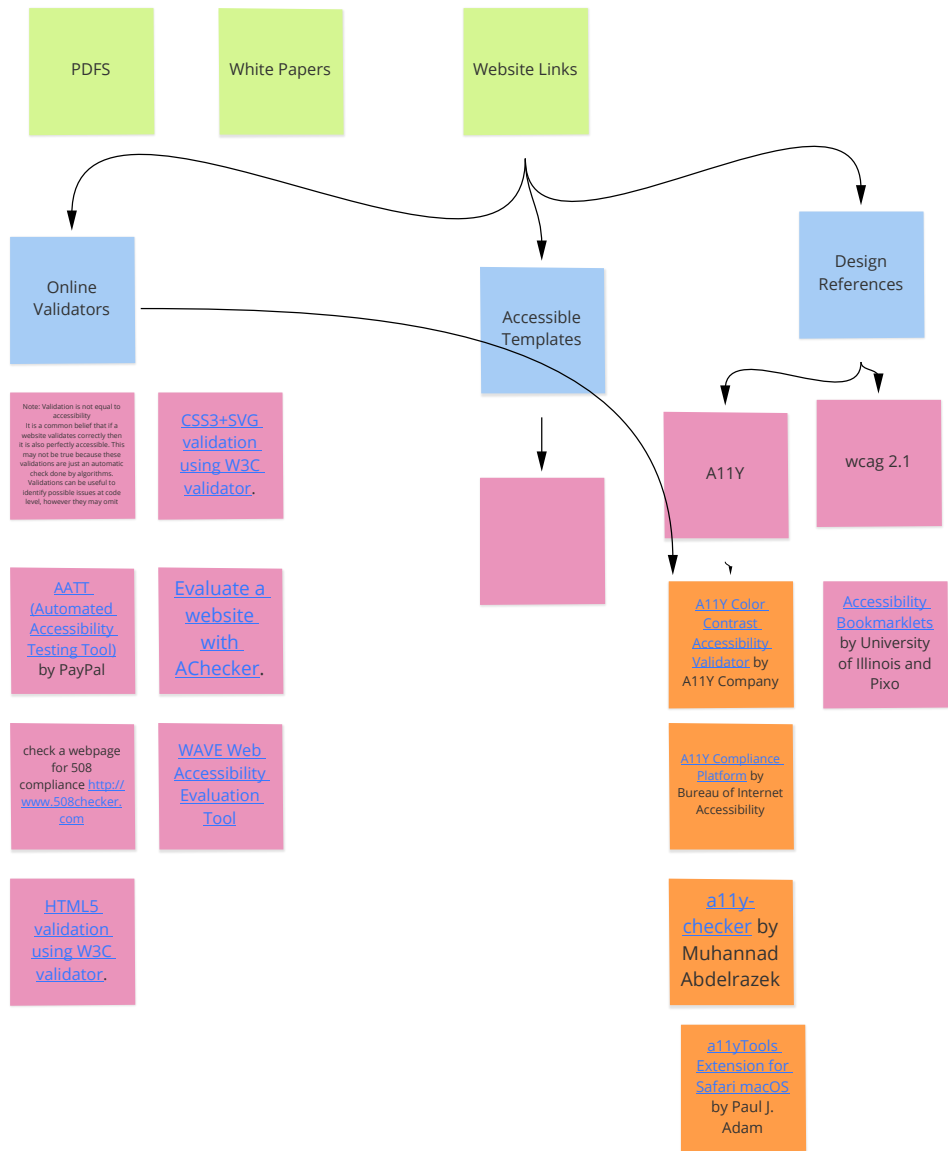 PDFS
White Papers
Website Links
Online
Validators
Accessible
Templates
Design
References
Note: Validation is not equal to
accessibility
It is a common belief that if a
website validates correctly then
it is also perfectly accessible. This
may not be true because these
validations are just an automatic
check done by algorithms.
Validations can be useful to
identify possible issues at code
level, however they may omit
CSS3+SVG
validation
using W3C
validator.
A11Y
wcag 2.1
AATT
(Automated
Accessibility
Testing Tool)
by PayPal
Evaluate a
website
with
AChecker.
A11Y Color
Contrast
Accessibility
Validator by
A11Y Company
Accessibility
Bookmarklets
by University
of Illinois and
Pixo
check a webpage
for 508
compliance http://
www.508checker.
com
WAVE Web
Accessibility
Evaluation
Tool
A11Y Compliance
Platform by
Bureau of Internet
Accessibility
HTML5
validation
using W3C
validator.
a11y-
checker by
Muhannad
Abdelrazek
a11yTools
Extension for
Safari macOS
by Paul J.
Adam